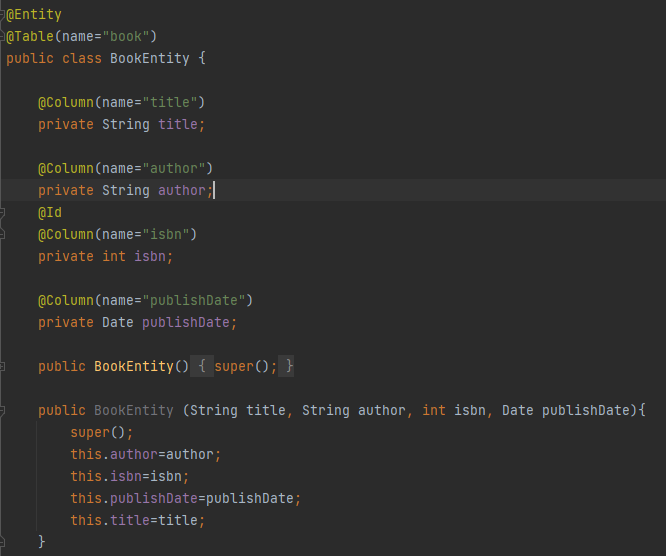 @Entity
@Table(name="book")
public class BookEntity {
@Column(name="title")
private String title;
@Column(name="author")
private String author;
@Id
@Column(name="isbn")
private int isbn;
@Column(name="publishDate")
private Date publishDate;
public BookEntity() { super(); }
public BookEntity (String title, String author, int isbn, Date publishDate){
super();
this.author=author;
this.isbn=isbn;
this.publishDate=publishDate;
this.title=title;
}